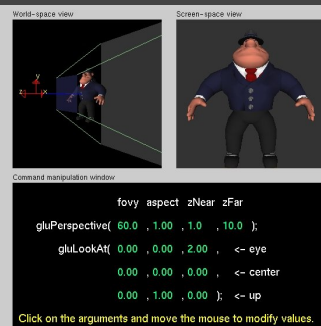 World-space view
Screen-space view
y
z
x
Command manipulation window
fovy aspect zNear zFar
gluPerspective( 60.0 , 1.00 , 1.0 , 10.0 );
gluLookAt( 0.00 , 0.00 , 2.00 , <- eye
0.00 , 0.00 , 0.00 , <- center
0.00 , 1.00 , 0.00 ); <- up
Click on the arguments and move the mouse to modify values.